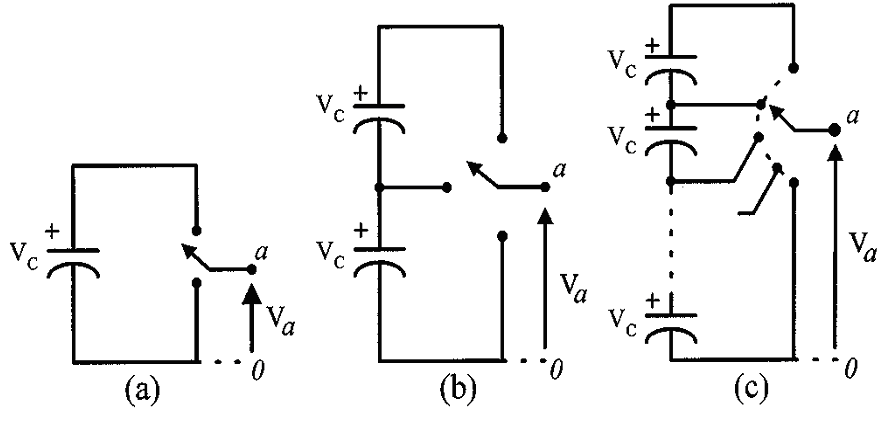 +
V_C
a
V_a
0
(a)
+
V_C
+
V_C
a
V_a
0
(b)
+
V_C
+
V_C
+
V_C
a
V_a
0
(c)